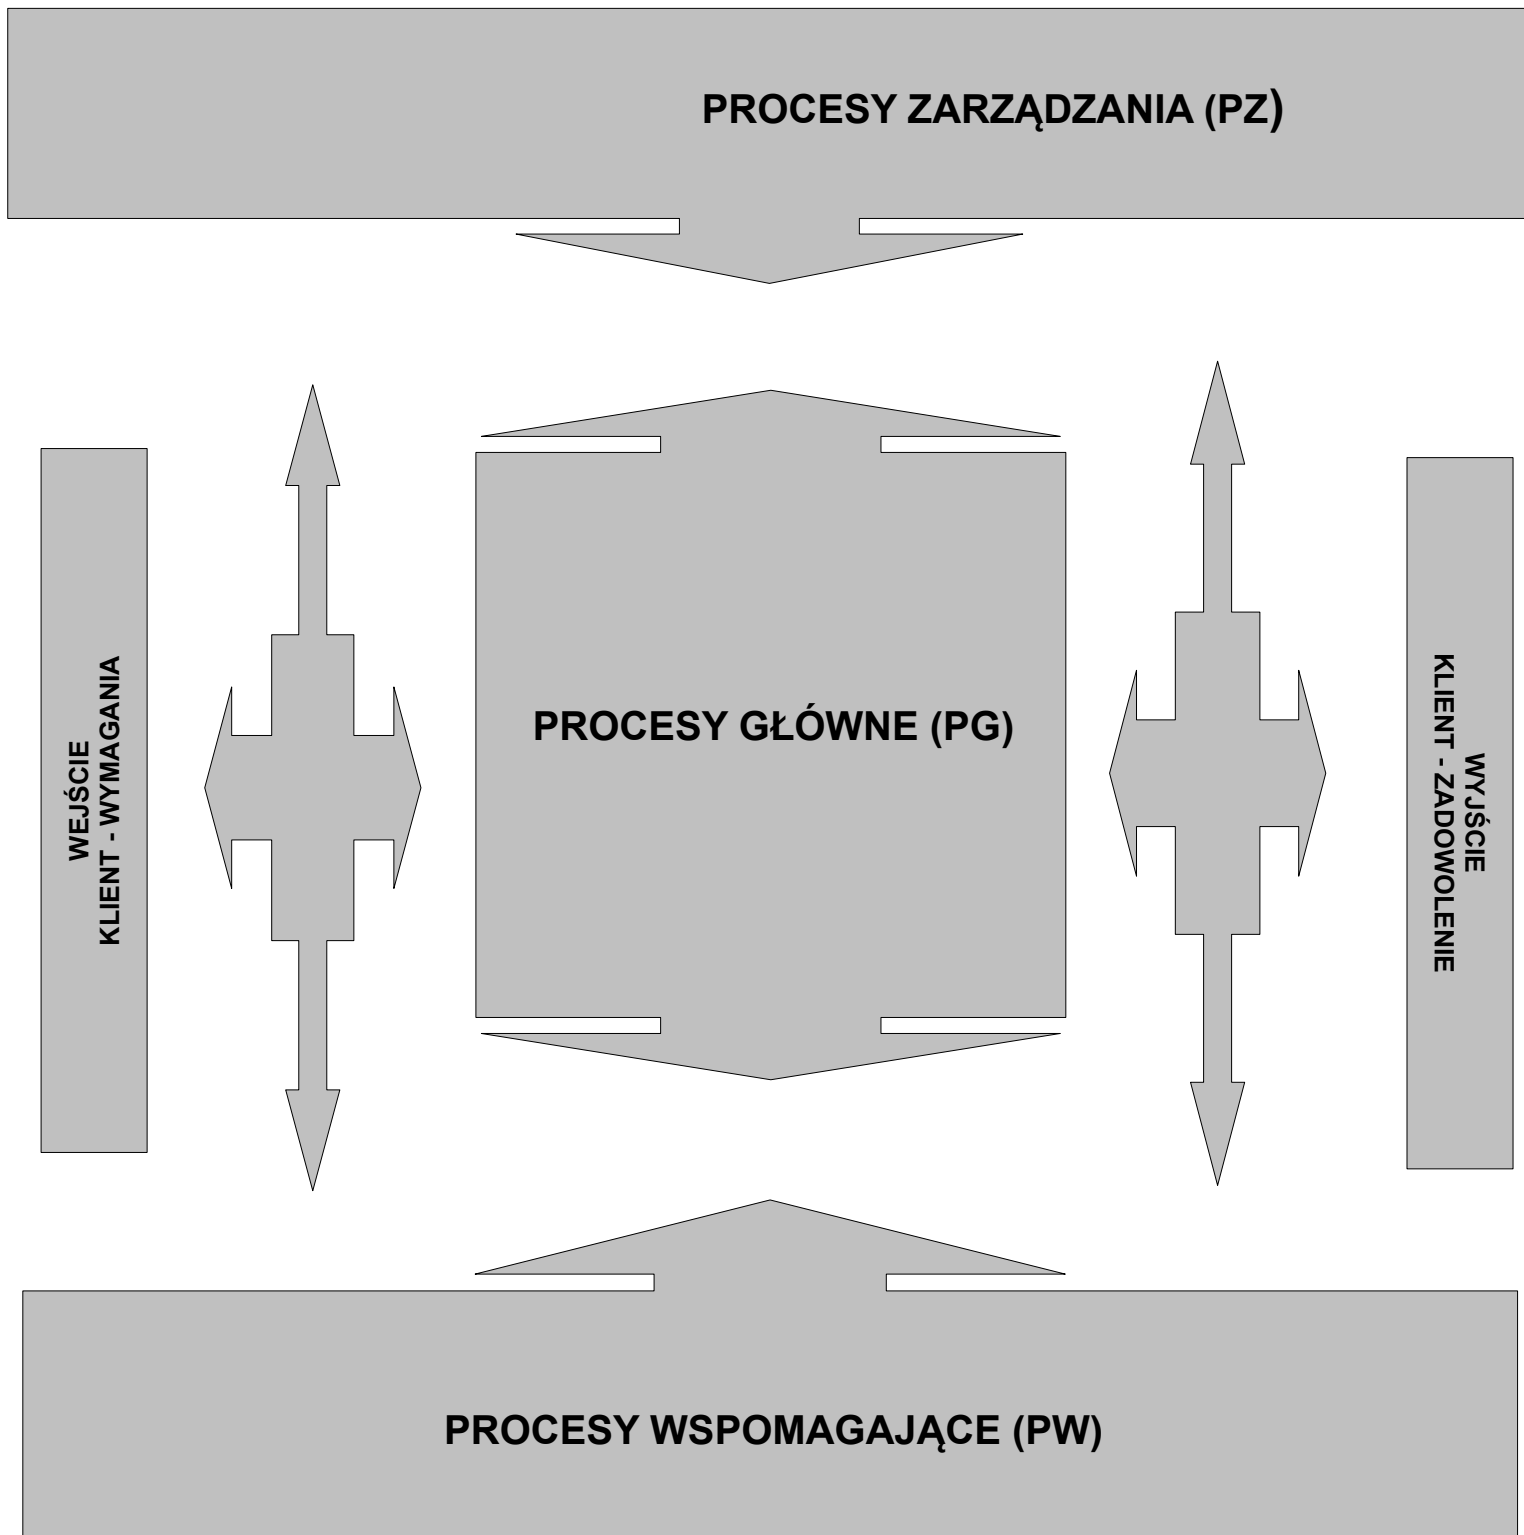 PROCESY ZARZĄDZANIA (PZ)
WEJŚCIE
KLIENT - WYMAGANIA
PROCESY GŁÓWNE (PG)
WYJŚCIE
KLIENT - ZADOWOLENIE
PROCESY WSPOMAGAJĄCE (PW)